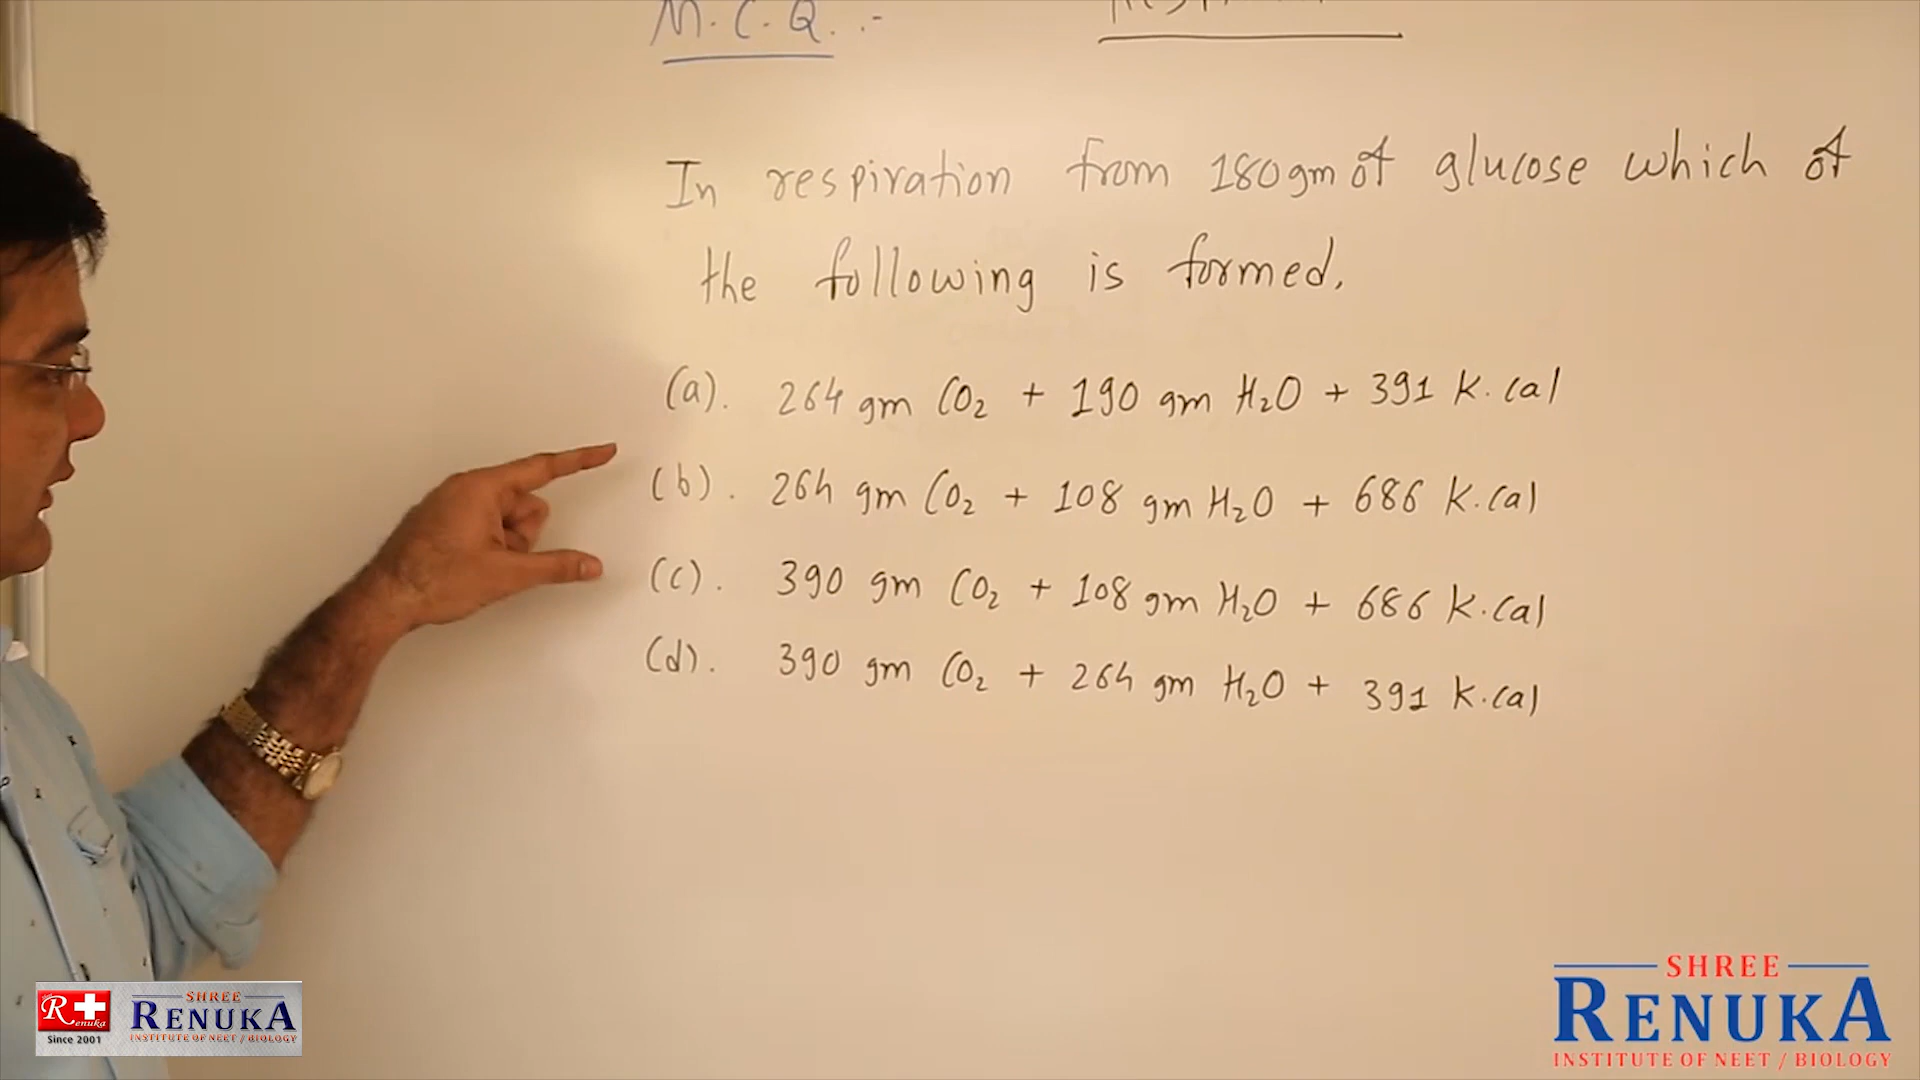 M.C.Q. :-
In respiration from 180gm of glucose which of
the following is formed.
(a). 264 gm CO₂ + 190 gm H₂O + 391 K.cal
(b). 264 gm CO₂ + 108 gm H₂O + 686 K.cal
(c). 390 gm CO₂ + 108 gm H₂O + 686 K.cal
(d). 390 gm CO₂ + 264 gm H₂O + 391 K.cal
R+
Renuka
Since 2001
SHREE
RENUKA
INSTITUTE OF NEET / BIOLOGY
SHREE
RENUKA
INSTITUTE OF NEET / BIOLOGY